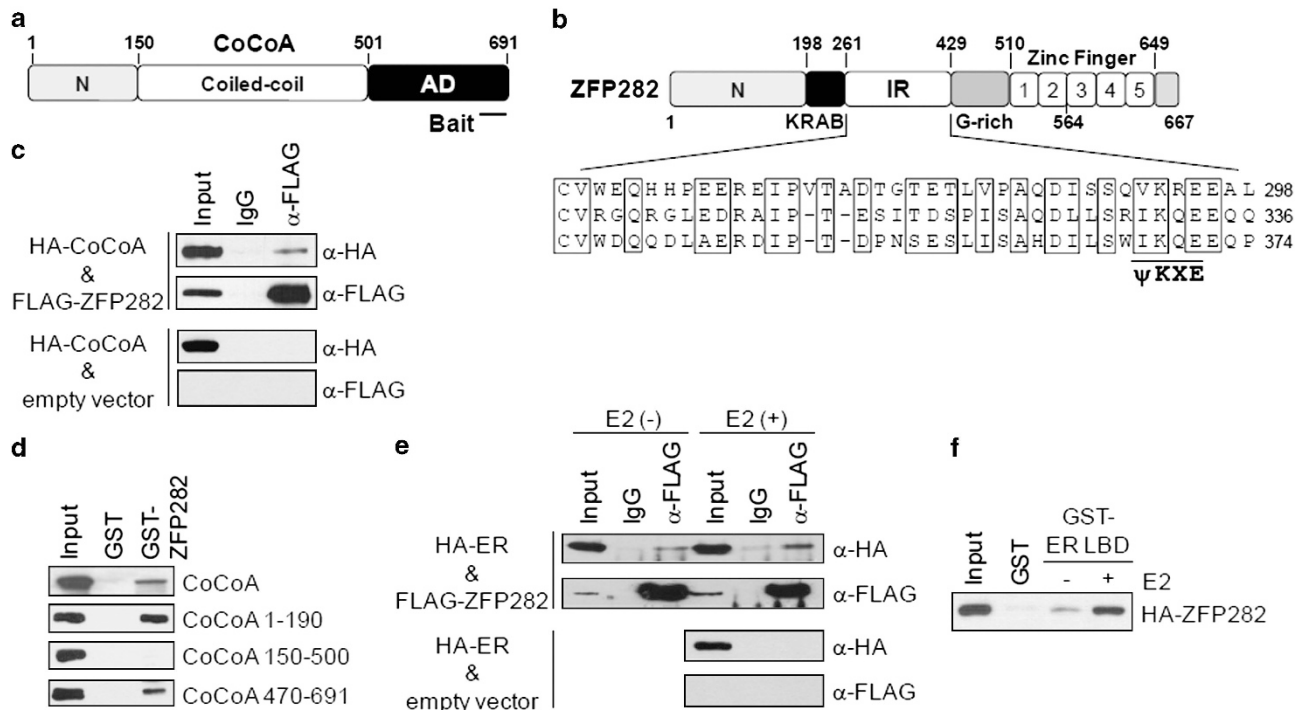 a
1 150 CoCoA 501 691
N Coiled-coil AD
Bait
b
198 261 429 510 649
Zinc Finger
ZFP282 N IR 1 2 3 4 5
1 KRAB G-rich 564 667
CVWEQHHPEEREIPVTADTGTETLVPAQDISSQVKREEAL 298
CVRGQRGLEDRAIP-T-ESITDSPISAQDLLSRIKQEEQQ 336
CVWDQQDLAERDIP-T-DPNSESLISAHDILSWIKQEEQP 374
ψKXE
c
Input IgG α-FLAG
HA-CoCoA
&
FLAG-ZFP282
α-HA
α-FLAG
HA-CoCoA
&
empty vector
α-HA
α-FLAG
d
Input GST GST-
ZFP282
CoCoA
CoCoA 1-190
CoCoA 150-500
CoCoA 470-691
e
E2 (-) E2 (+)
Input IgG α-FLAG Input IgG α-FLAG
HA-ER
&
FLAG-ZFP282
α-HA
α-FLAG
HA-ER
&
empty vector
α-HA
α-FLAG
f
Input GST GST-
ER LBD
- + E2
HA-ZFP282